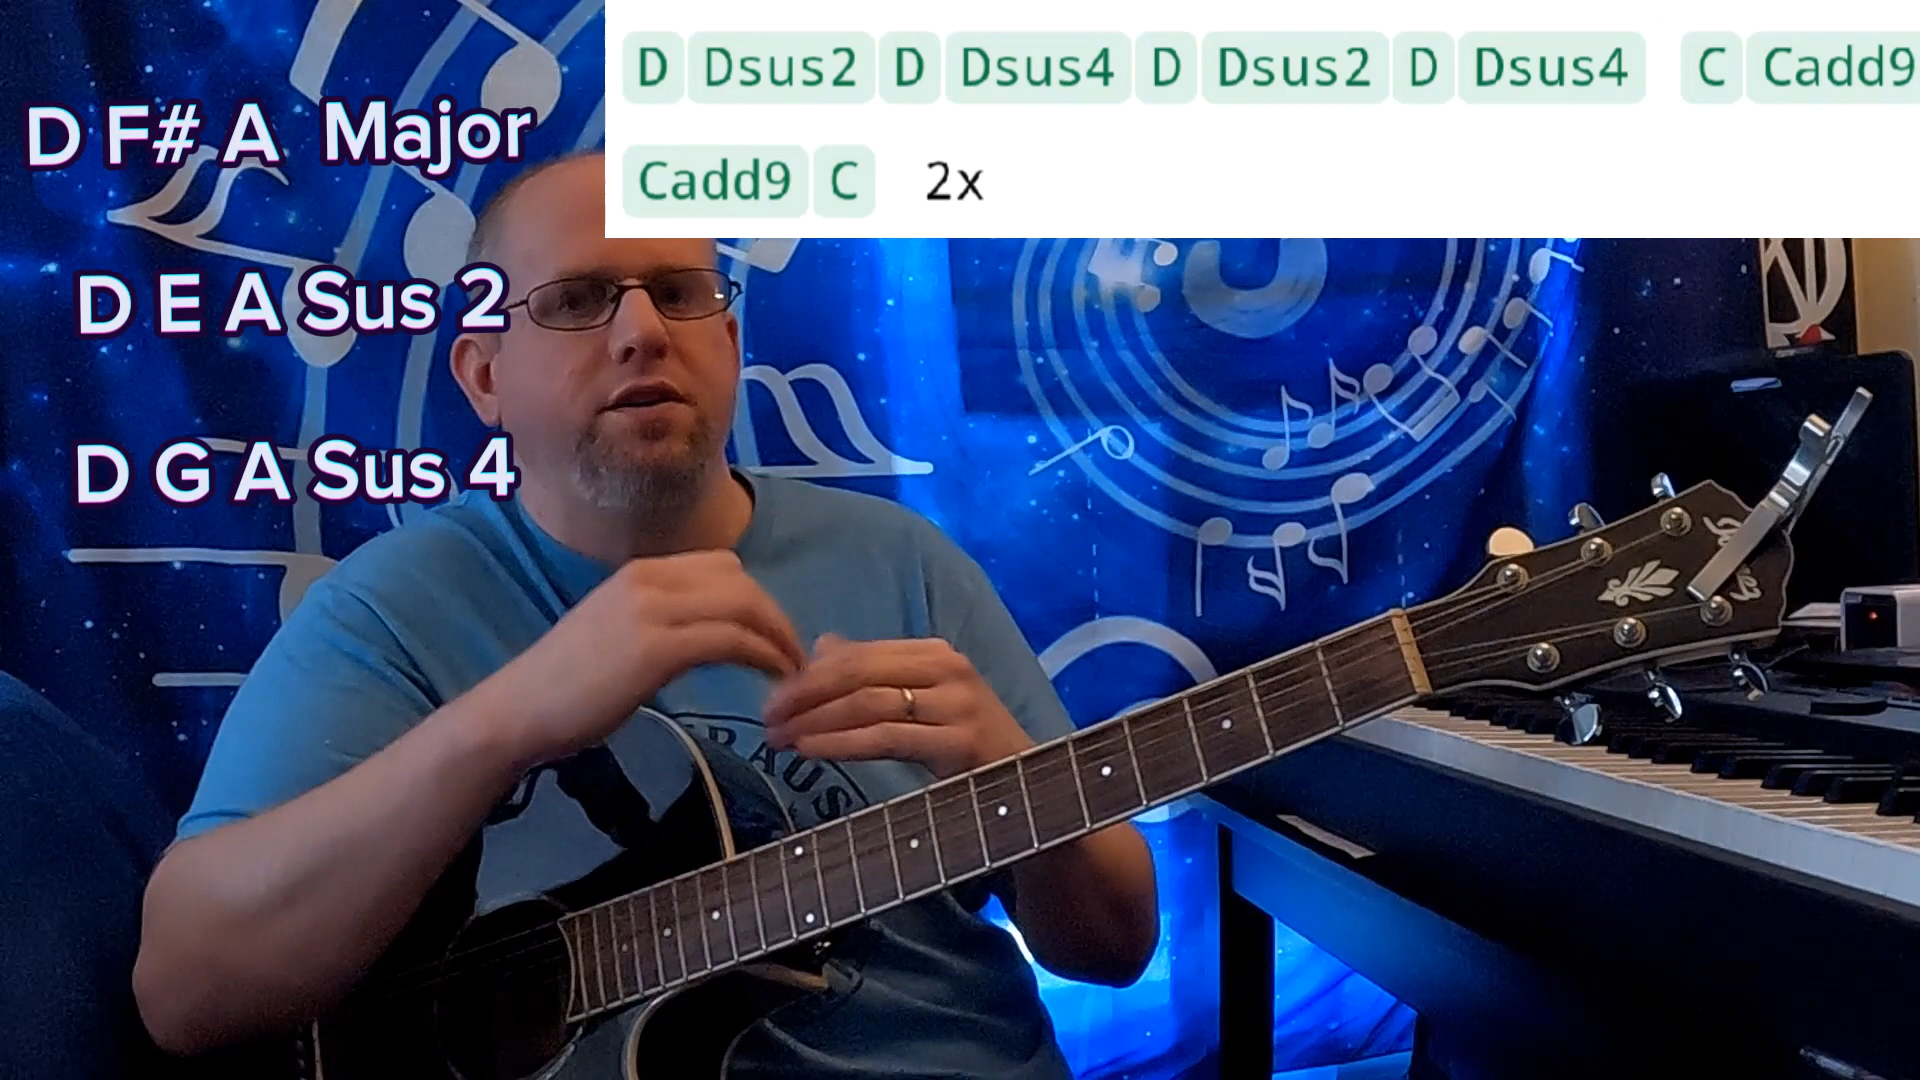 D Dsus2 D Dsus4 D Dsus2 D Dsus4 C Cadd9
Cadd9 C 2x
D F# A Major
D E A Sus 2
D G A Sus 4